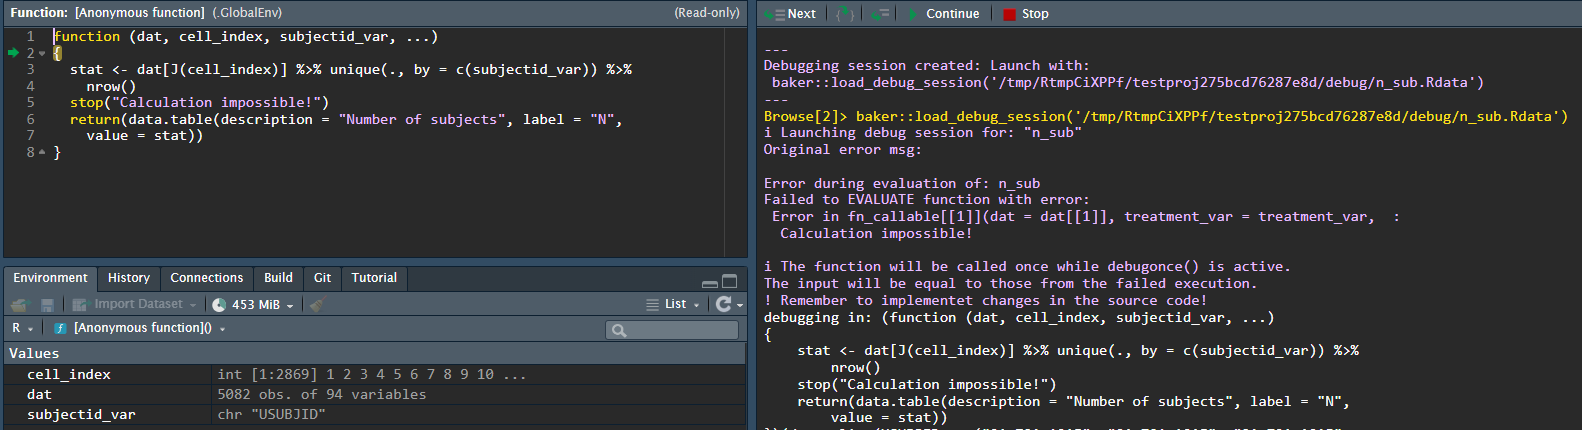 Function: [Anonymous function] (.GlobalEnv) (Read-only)
1 function (dat, cell_index, subjectid_var, ...)
2 {
3 stat <- dat[J(cell_index)] %>% unique(., by = c(subjectid_var)) %>%
4 nrow()
5 stop("Calculation impossible!")
6 return(data.table(description = "Number of subjects", label = "N",
7 value = stat))
8 }
Environment History Connections Build Git Tutorial
Import Dataset 453 MiB List
R [Anonymous function]()
Values
cell_index int [1:2869] 1 2 3 4 5 6 7 8 9 10 ...
dat 5082 obs. of 94 variables
subjectid_var chr "USUBJID"
Next Continue Stop
---
Debugging session created: Launch with:
baker::load_debug_session('/tmp/RtmpCiXPPf/testproj275bcd76287e8d/debug/n_sub.Rdata')
---
Browse[2]> baker::load_debug_session('/tmp/RtmpCiXPPf/testproj275bcd76287e8d/debug/n_sub.Rdata')
i Launching debug session for: "n_sub"
Original error msg:
Error during evaluation of: n_sub
Failed to EVALUATE function with error:
Error in fn_callable[[1]](dat = dat[[1]], treatment_var = treatment_var, :
Calculation impossible!
i The function will be called once while debugonce() is active.
The input will be equal to those from the failed execution.
! Remember to implementet changes in the source code!
debugging in: (function (dat, cell_index, subjectid_var, ...)
{
stat <- dat[J(cell_index)] %>% unique(., by = c(subjectid_var)) %>%
nrow()
stop("Calculation impossible!")
return(data.table(description = "Number of subjects", label = "N",
value = stat))